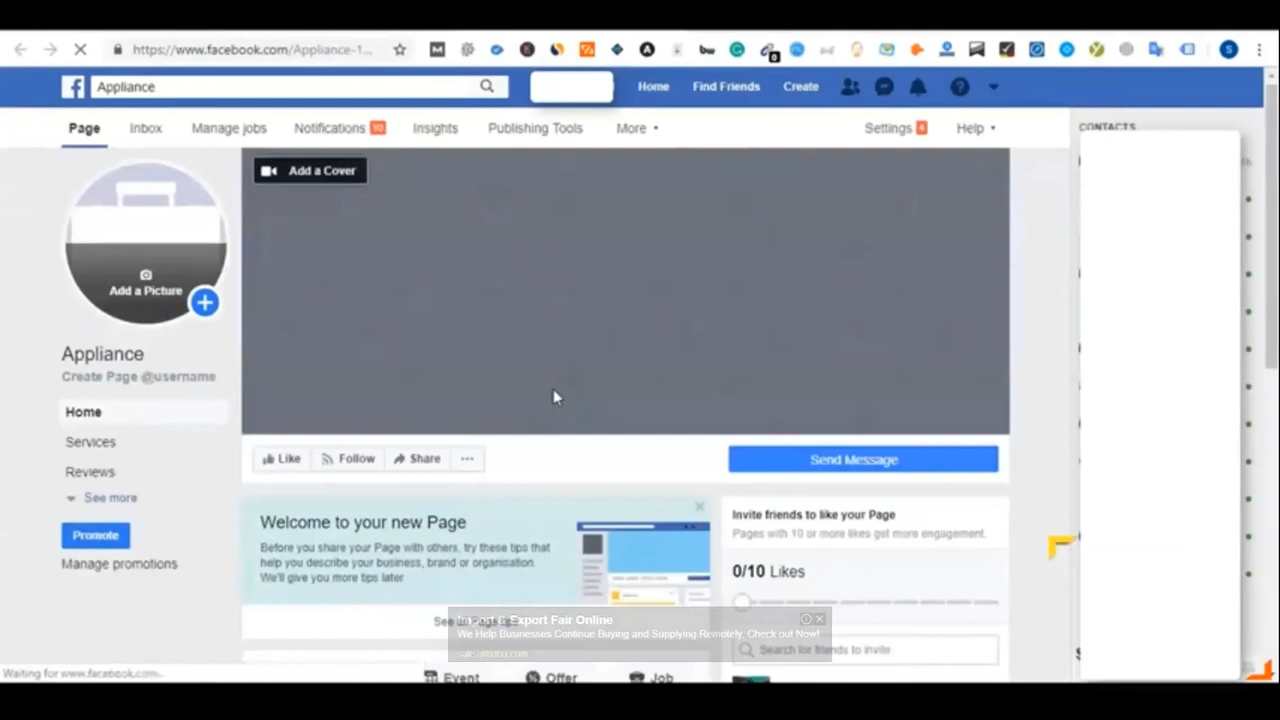 https://www.facebook.com/Appliance-1...
Appliance
Home
Find Friends
Create
Page
Inbox
Manage jobs
Notifications 10
Insights
Publishing Tools
More
Settings 4
Help
CONTACTS
Add a Cover
Add a Picture
Appliance
Create Page @username
Home
Services
Reviews
See more
Promote
Manage promotions
Like
Follow
Share
Send Message
Welcome to your new Page
Before you share your Page with others, try these tips that
help you describe your business, brand or organisation.
We'll give you more tips later
Invite friends to like your Page
Pages with 10 or more likes get more engagement.
0/10 Likes
Search for friends to invite
Import & Export Fair Online
We Help Businesses Continue Buying and Supplying Remotely. Check out Now!
sale.alibaba.com
Waiting for www.facebook.com...
Event
Offer
Job